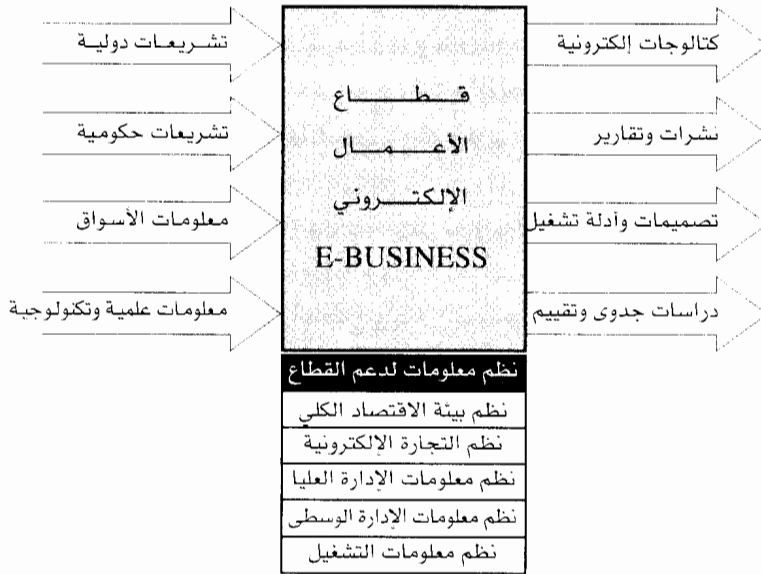 تشريعات دولية
تشريعات حكومية
معلومات الأسواق
معلومات علمية وتكنولوجية
قطاع
الأعمال
الإلكتروني
E-BUSINESS
كتالوجات إلكترونية
نشرات وتقارير
تصميمات وأدلة تشغيل
دراسات جدوى وتقييم
نظم معلومات لدعم القطاع
نظم بيئة الاقتصاد الكلي
نظم التجارة الإلكترونية
نظم معلومات الإدارة العليا
نظم معلومات الإدارة الوسطى
نظم معلومات التشغيل